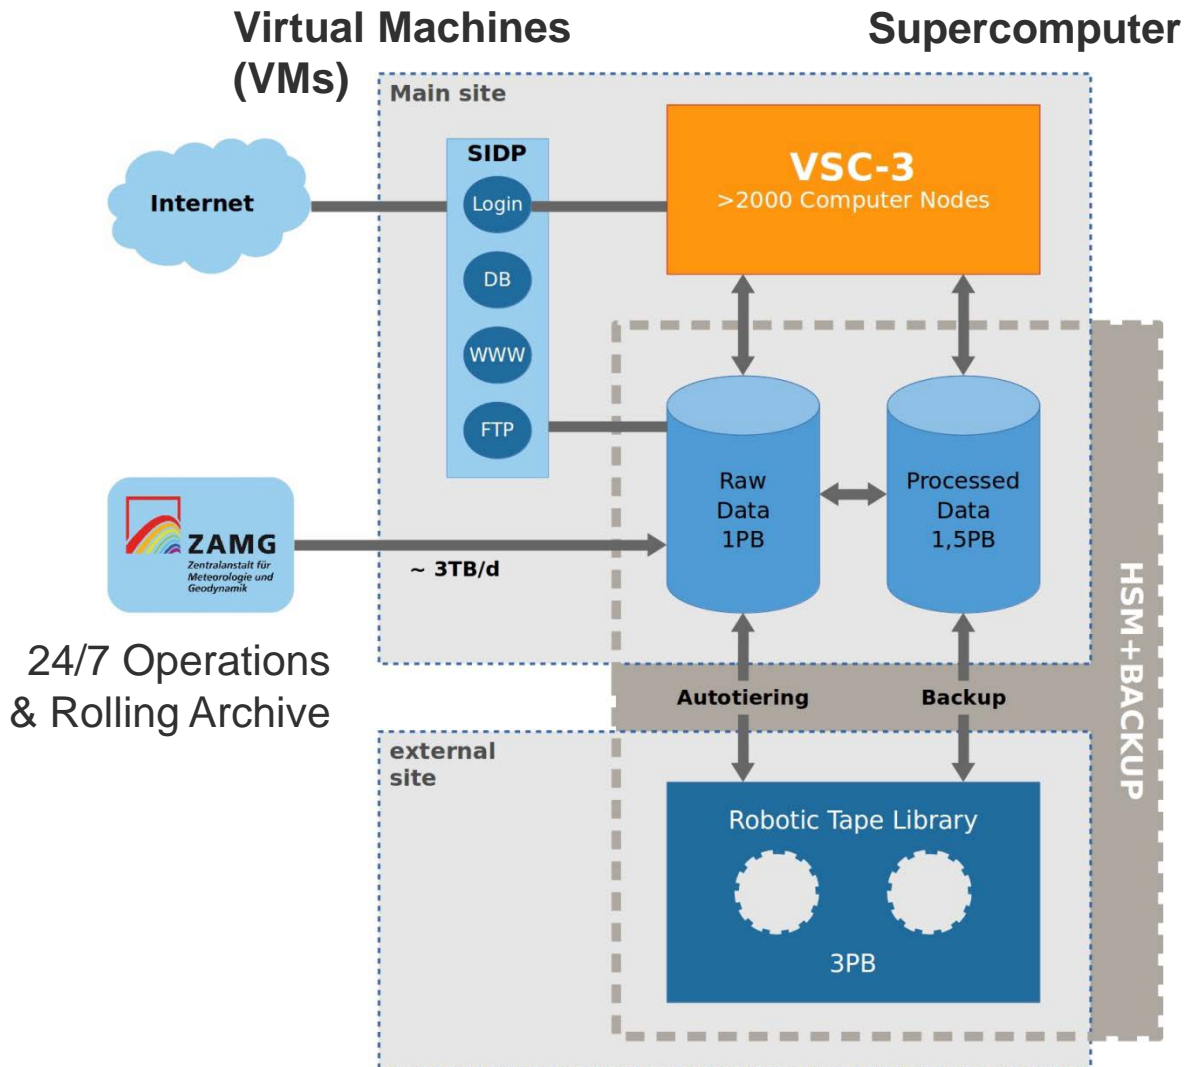 Virtual Machines
(VMs)
Supercomputer
Main site
SIDP
Login
DB
WWW
FTP
Internet
VSC-3
>2000 Computer Nodes
Raw
Data
1PB
Processed
Data
1,5PB
ZAMG
Zentralanstalt für
Meteorologie und
Geodynamik
~ 3TB/d
24/7 Operations
& Rolling Archive
HSM+BACKUP
Autotiering
Backup
external
site
Robotic Tape Library
3PB